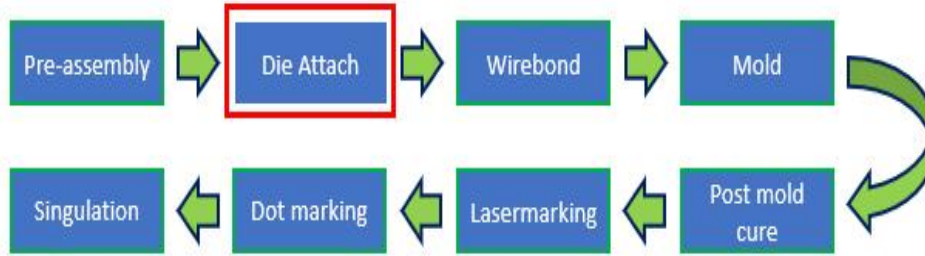 Pre-assembly
Die Attach
Wirebond
Mold
Post mold
cure
Lasermarking
Dot marking
Singulation